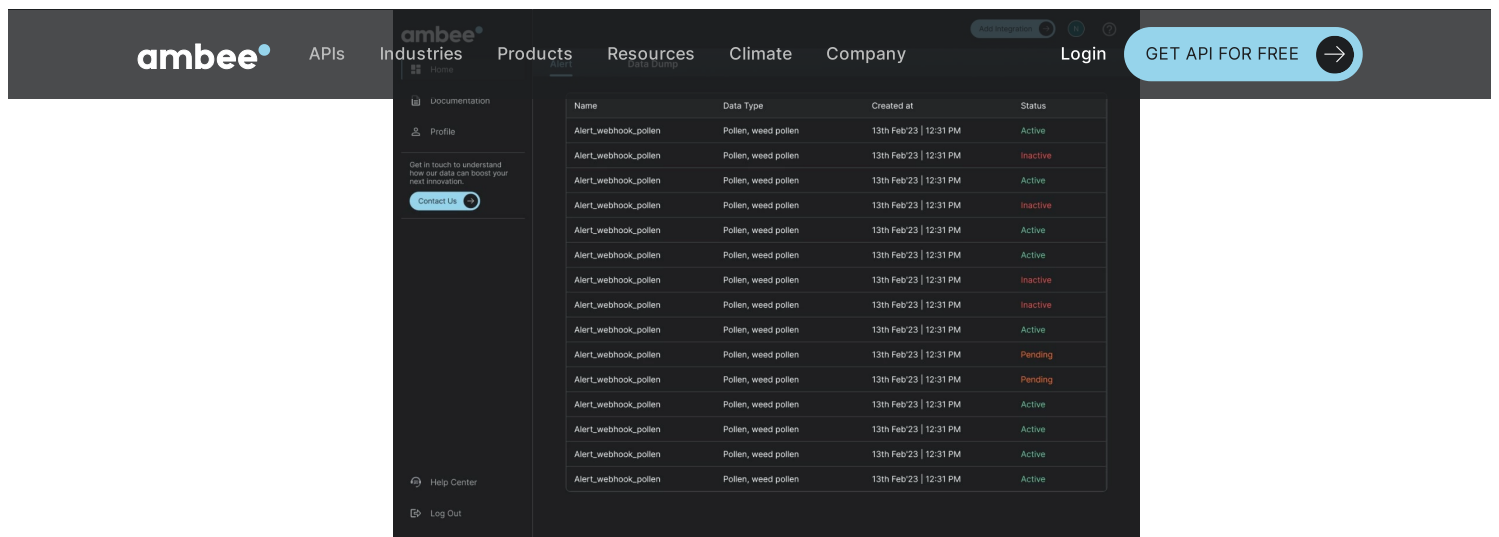 ambee
APIs Industries Products Resources Climate Company Login GET API FOR FREE
ambee
Add Integration N ?
Home
Alert Data Dump
Documentation
Profile
Get in touch to understand
how our data can boost your
next innovation.
Contact Us
Name Data Type Created at Status
Alert_webhook_pollen Pollen, weed pollen 13th Feb'23 | 12:31 PM Active
Alert_webhook_pollen Pollen, weed pollen 13th Feb'23 | 12:31 PM Inactive
Alert_webhook_pollen Pollen, weed pollen 13th Feb'23 | 12:31 PM Active
Alert_webhook_pollen Pollen, weed pollen 13th Feb'23 | 12:31 PM Inactive
Alert_webhook_pollen Pollen, weed pollen 13th Feb'23 | 12:31 PM Active
Alert_webhook_pollen Pollen, weed pollen 13th Feb'23 | 12:31 PM Active
Alert_webhook_pollen Pollen, weed pollen 13th Feb'23 | 12:31 PM Inactive
Alert_webhook_pollen Pollen, weed pollen 13th Feb'23 | 12:31 PM Inactive
Alert_webhook_pollen Pollen, weed pollen 13th Feb'23 | 12:31 PM Active
Alert_webhook_pollen Pollen, weed pollen 13th Feb'23 | 12:31 PM Pending
Alert_webhook_pollen Pollen, weed pollen 13th Feb'23 | 12:31 PM Pending
Alert_webhook_pollen Pollen, weed pollen 13th Feb'23 | 12:31 PM Active
Alert_webhook_pollen Pollen, weed pollen 13th Feb'23 | 12:31 PM Active
Alert_webhook_pollen Pollen, weed pollen 13th Feb'23 | 12:31 PM Active
Alert_webhook_pollen Pollen, weed pollen 13th Feb'23 | 12:31 PM Active
Help Center
Log Out